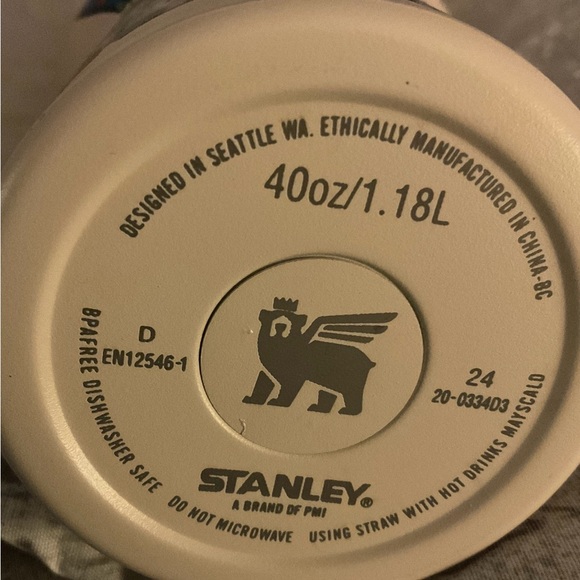 DESIGNED IN SEATTLE WA. ETHICALLY MANUFACTURED IN CHINA-BC
40oz/1.18L
D
EN12546-1
24
20-0334D3
STANLEY®
A BRAND OF PMI
BPAFREE DISHWASHER SAFE DO NOT MICROWAVE USING STRAW WITH HOT DRINKS MAYSCALD